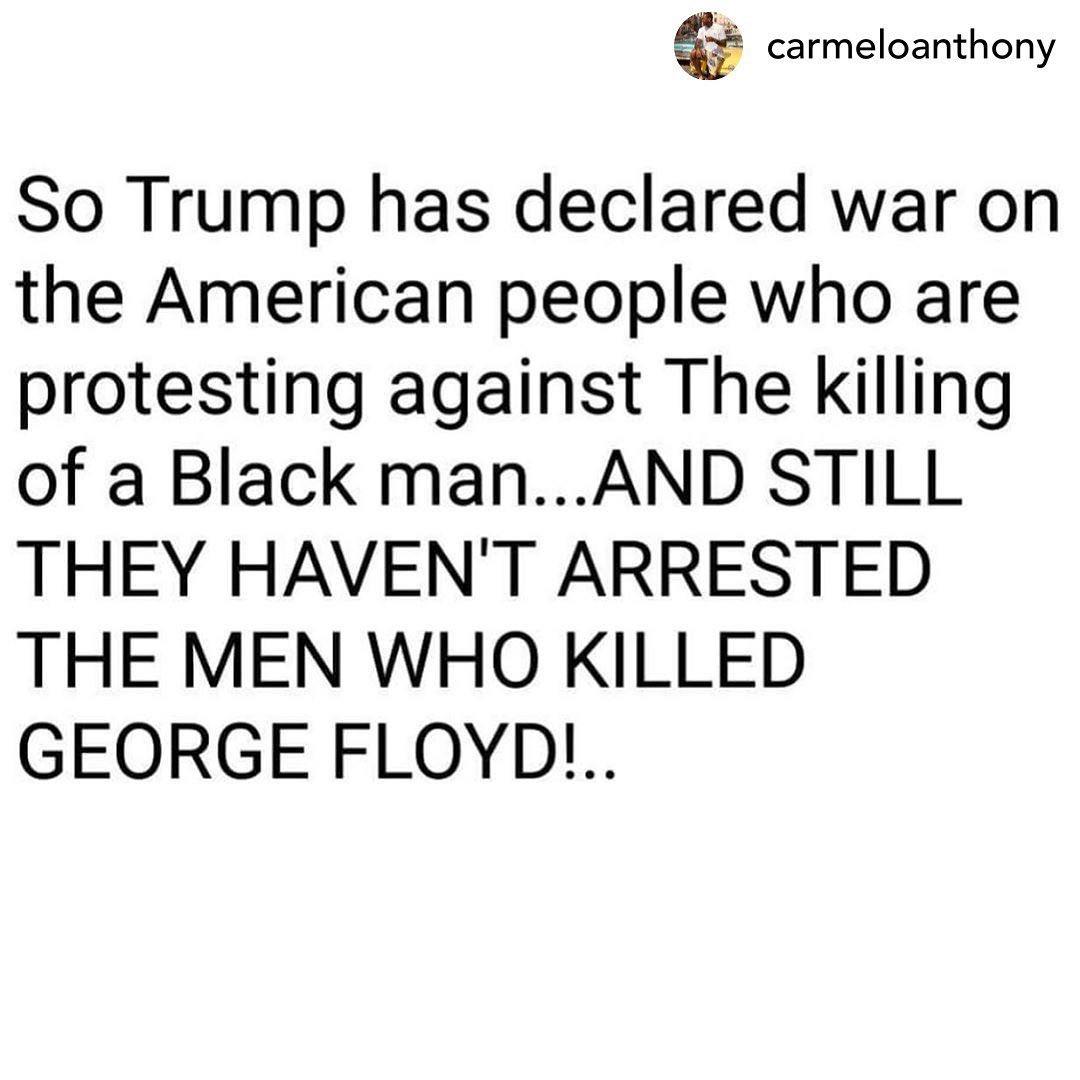 carmeloanthony
So Trump has declared war on
the American people who are
protesting against The killing
of a Black man...AND STILL
THEY HAVEN'T ARRESTED
THE MEN WHO KILLED
GEORGE FLOYD!..